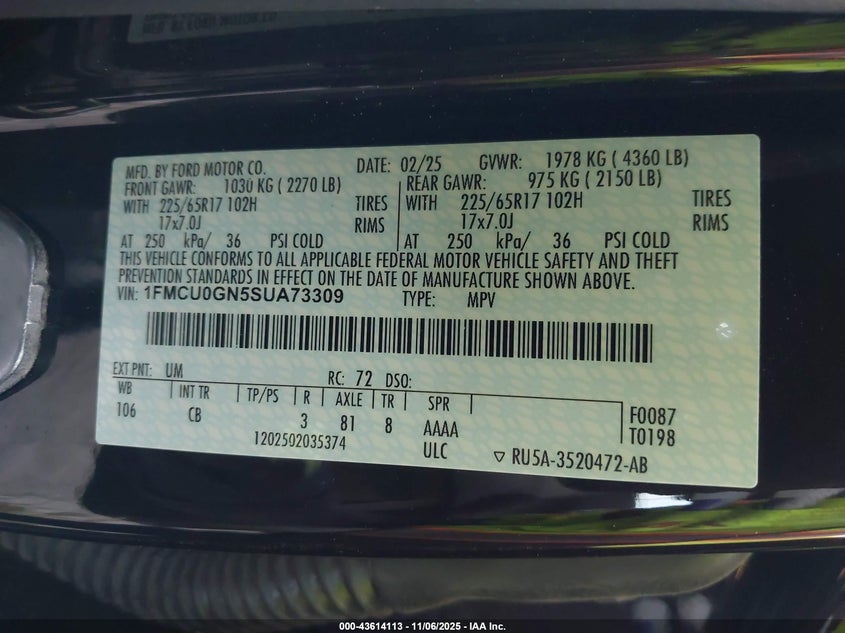 MFD. BY FORD MOTOR CO. DATE: 02/25 GVWR: 1978 KG ( 4360 LB)
FRONT GAWR: 1030 KG ( 2270 LB) REAR GAWR: 975 KG ( 2150 LB)
WITH 225/65R17 102H TIRES WITH 225/65R17 102H TIRES
17x7.0J RIMS 17x7.0J RIMS
AT 250 kPa/ 36 PSI COLD AT 250 kPa/ 36 PSI COLD
THIS VEHICLE CONFORMS TO ALL APPLICABLE FEDERAL MOTOR VEHICLE SAFETY AND THEFT
PREVENTION STANDARDS IN EFFECT ON THE DATE OF MANUFACTURE SHOWN ABOVE.
VIN: 1FMCU0GN5SUA73309 TYPE: MPV
EXT PNT: UM RC: 72 DSO:
WB INT TR TP/PS R AXLE TR SPR
106 CB 3 81 8 AAAA F0087
1202502035374 ULC T0198
▽ RU5A-3520472-AB
000-43614113 - 11/06/2025 - IAA Inc.